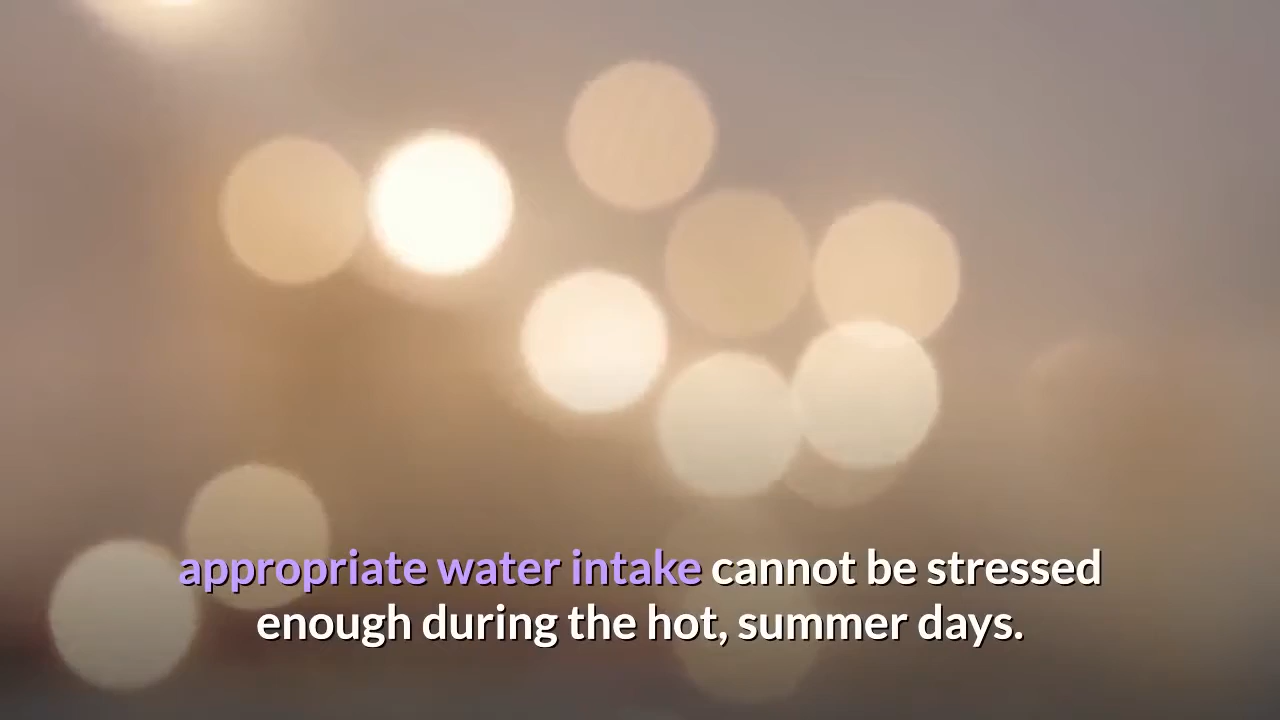 appropriate water intake cannot be stressed
enough during the hot, summer days.